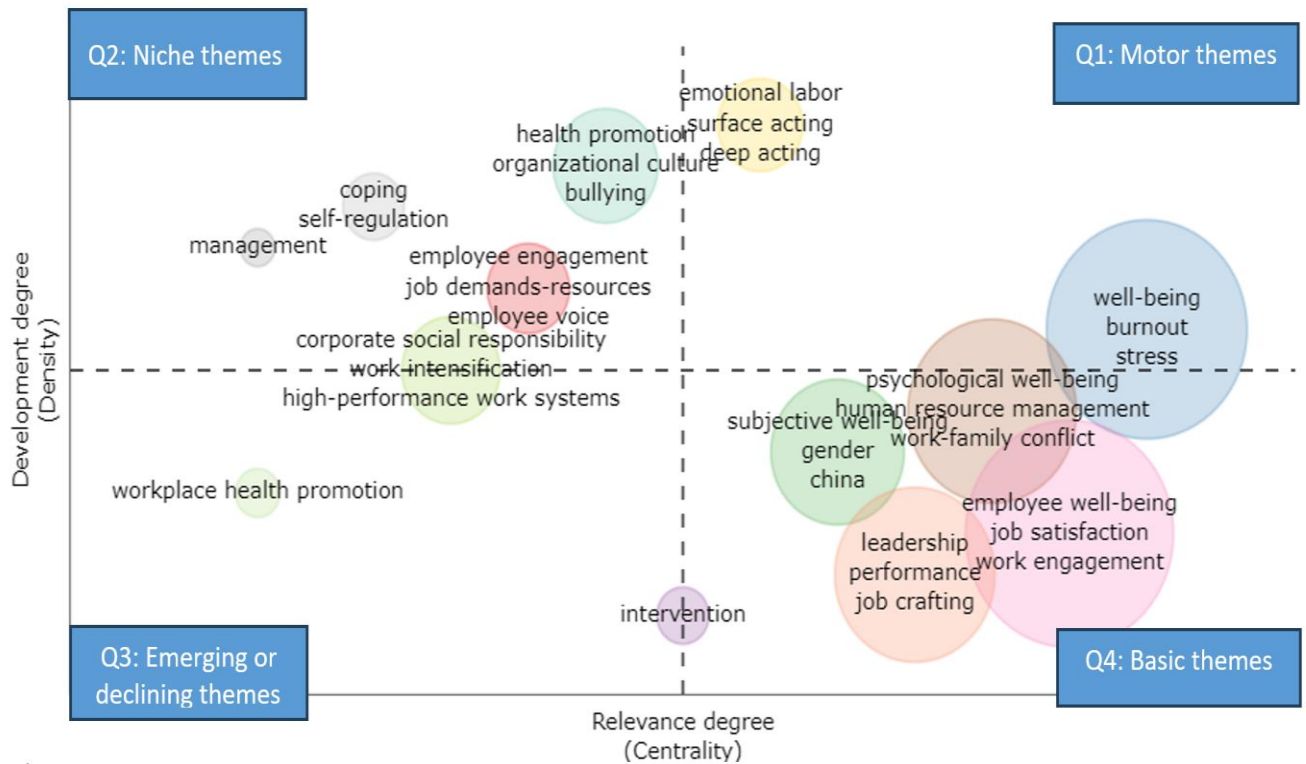 Q2: Niche themes
Q1: Motor themes
emotional labor
surface acting
deep acting
health promotion
organizational culture
bullying
coping
self-regulation
management
employee engagement
job demands-resources
employee voice
well-being
burnout
stress
corporate social responsibility
work intensification
high-performance work systems
psychological well-being
human resource management
work-family conflict
subjective well-being
gender
china
workplace health promotion
employee well-being
job satisfaction
work engagement
leadership
performance
job crafting
intervention
Q3: Emerging or
declining themes
Q4: Basic themes
Development degree
(Density)
Relevance degree
(Centrality)